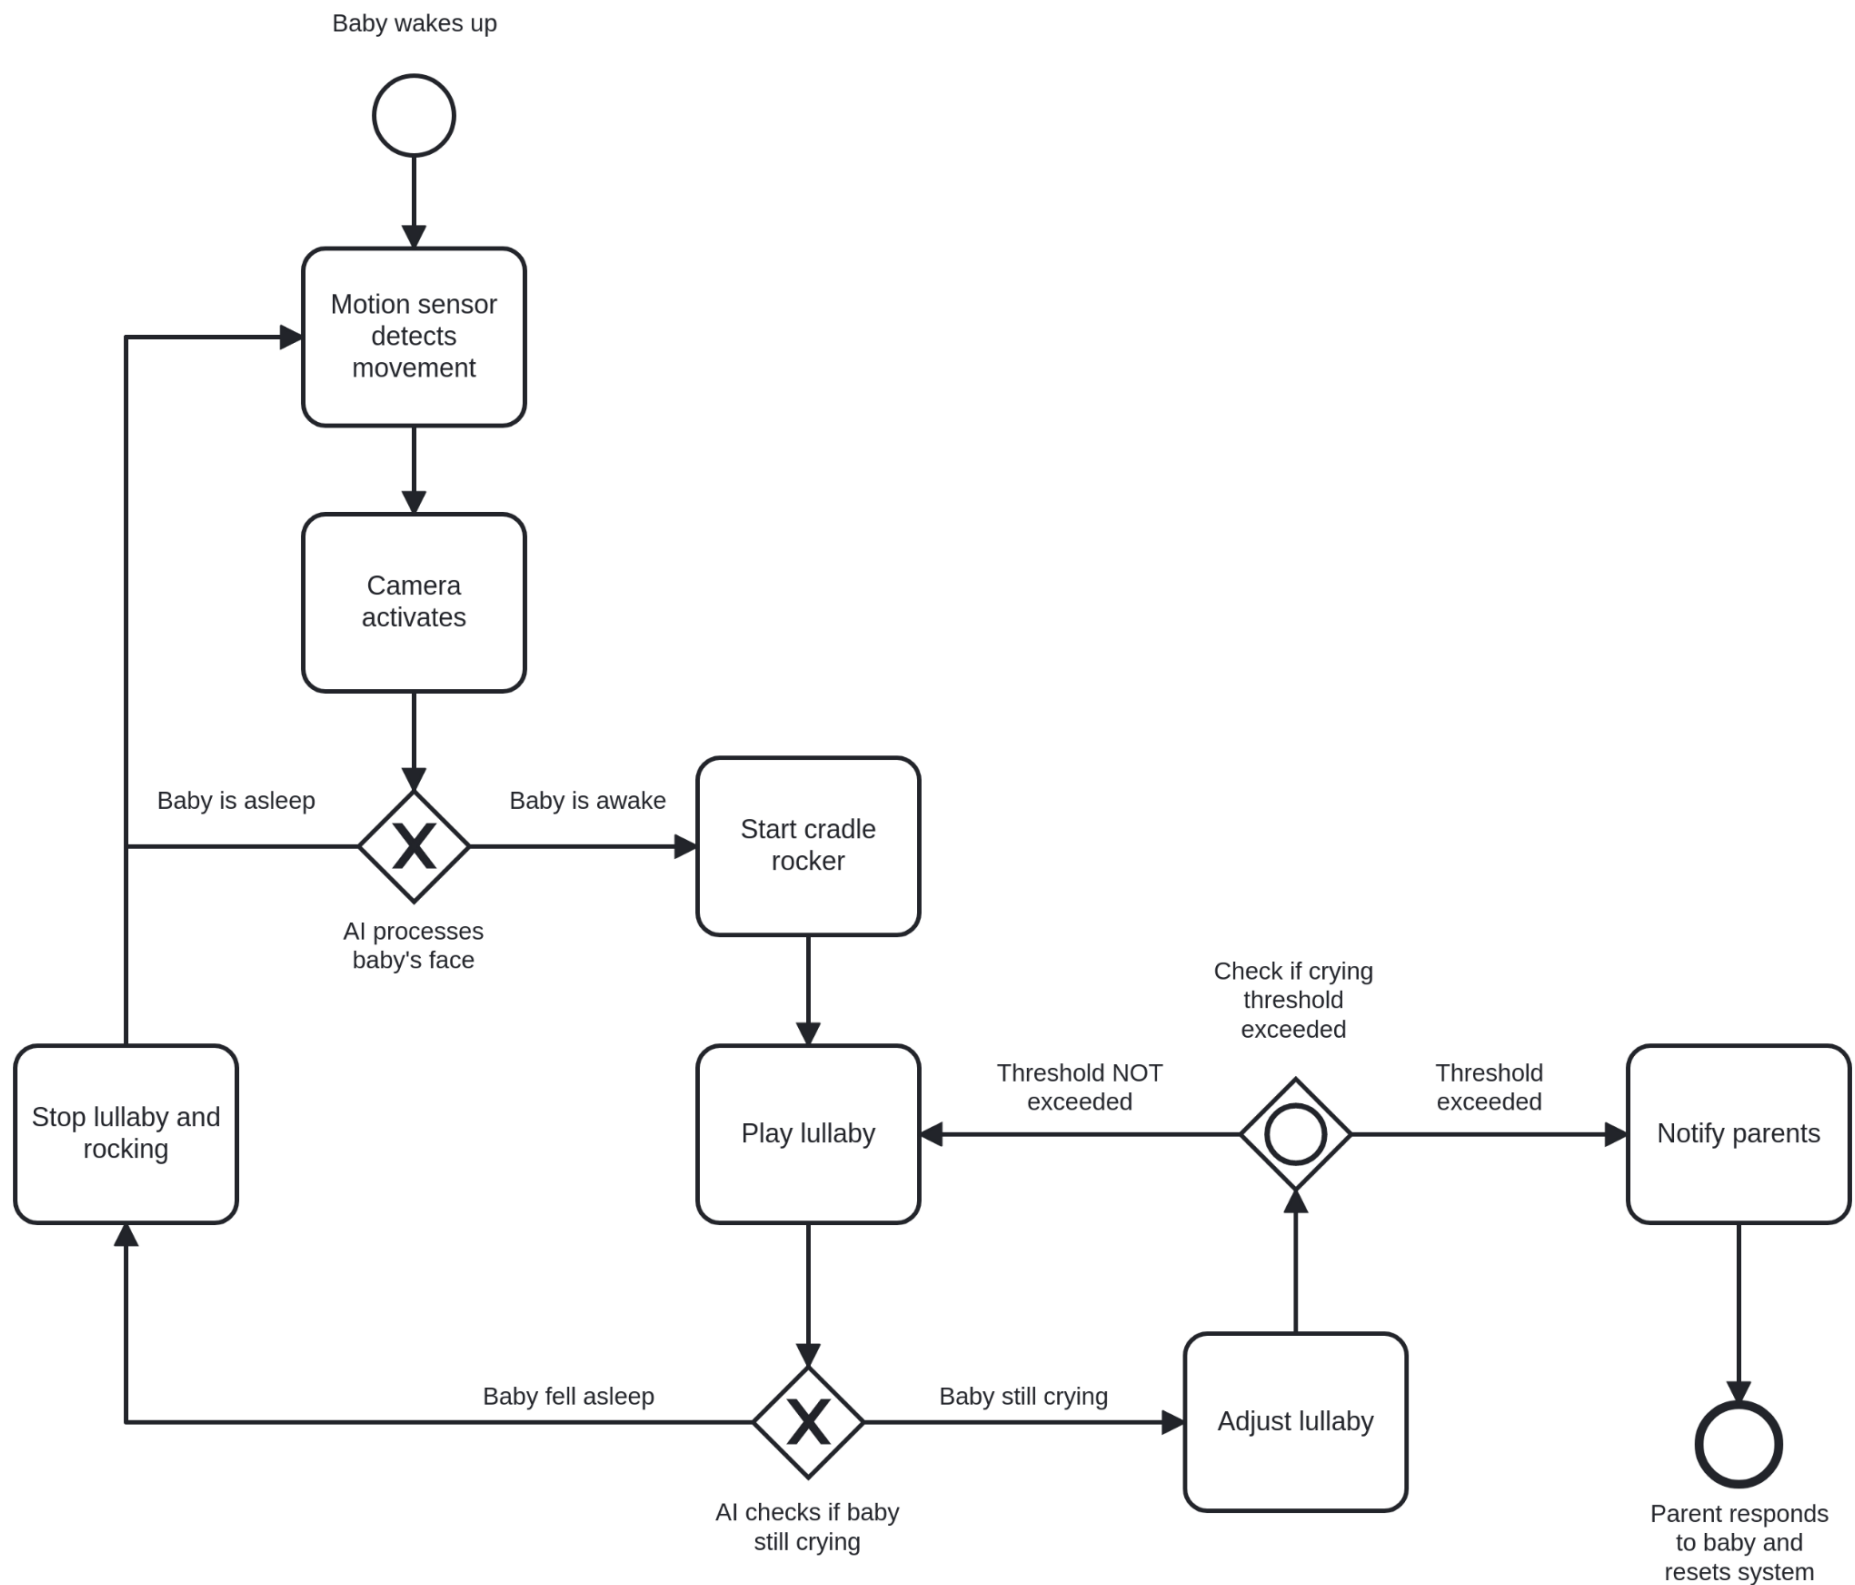 Baby wakes up
Motion sensor
detects
movement
Camera
activates
Baby is asleep
X
Baby is awake
AI processes
baby's face
Start cradle
rocker
Check if crying
threshold
exceeded
Stop lullaby and
rocking
Play lullaby
Threshold NOT
exceeded
Threshold
exceeded
Notify parents
Baby fell asleep
X
Baby still crying
AI checks if baby
still crying
Adjust lullaby
Parent responds
to baby and
resets system